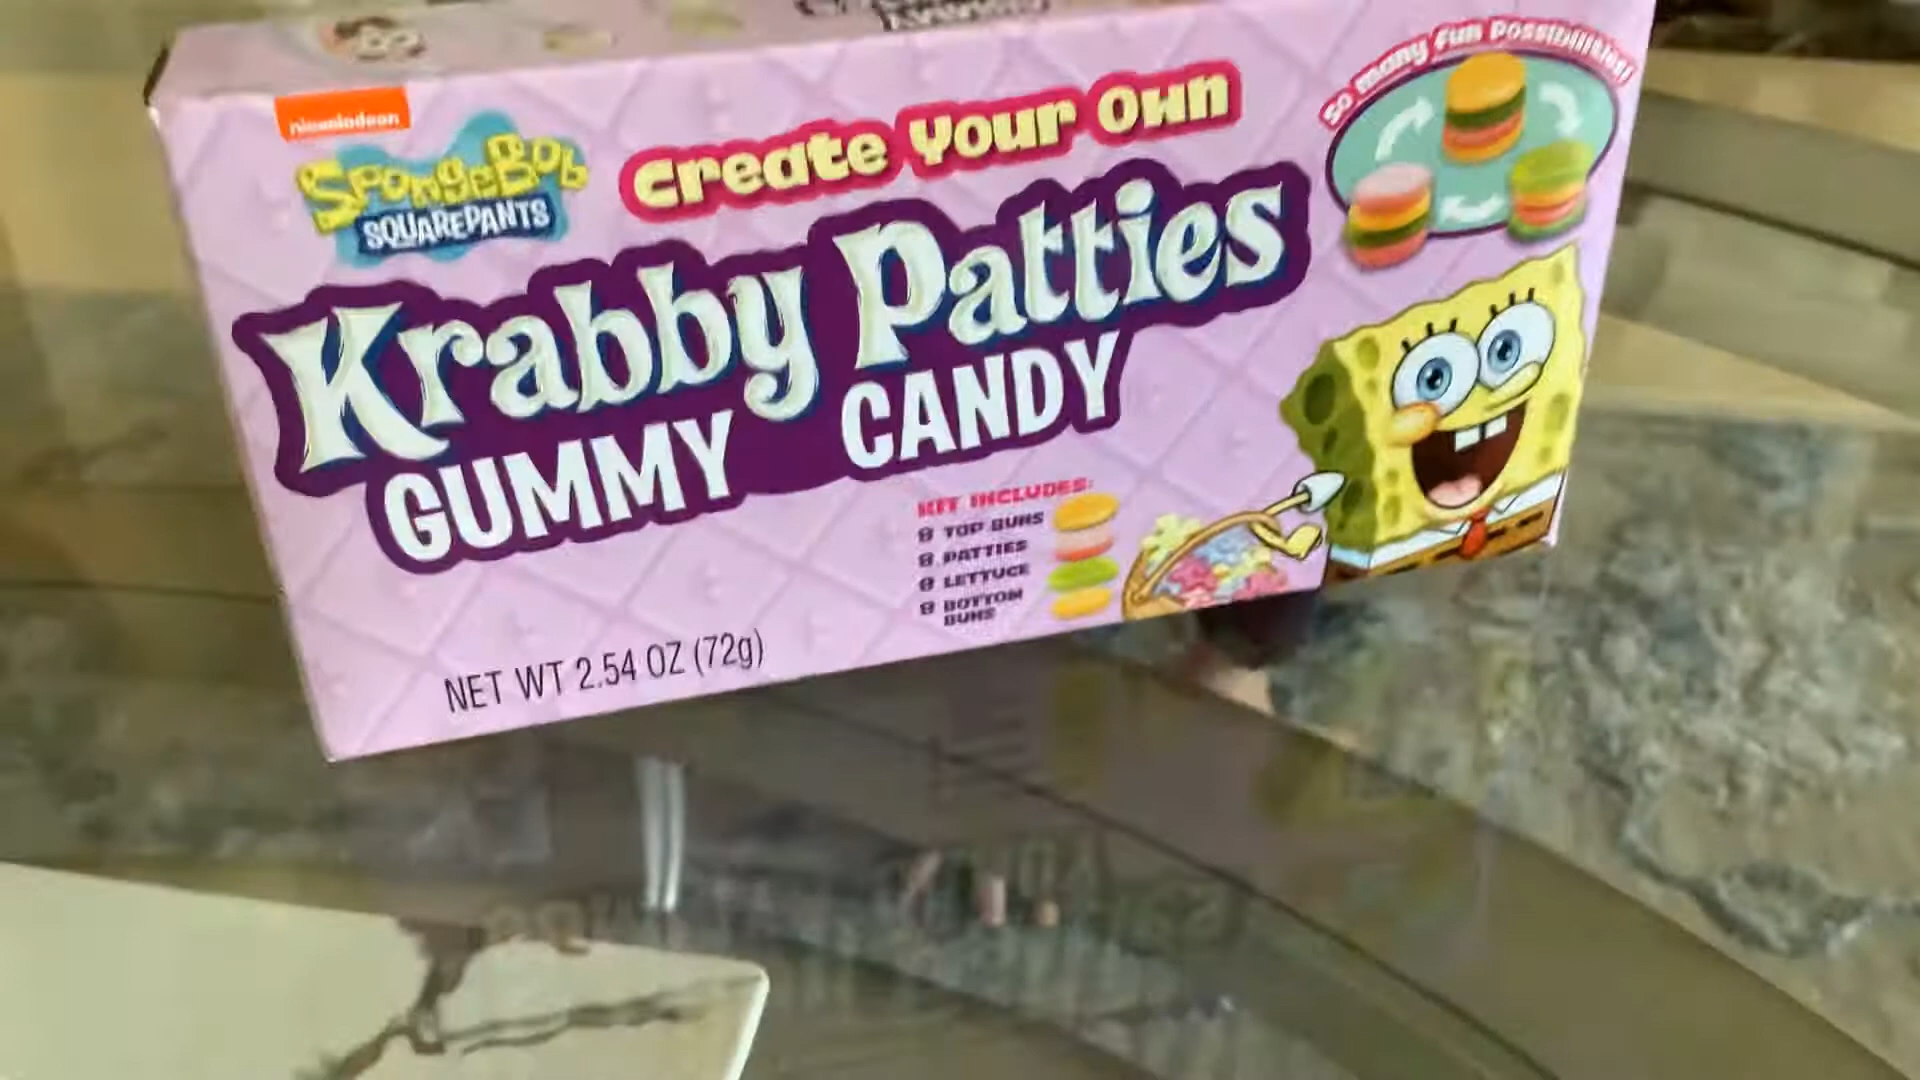 nickelodeon
SpongeBob
SQUAREPANTS
Create Your Own
Krabby Patties
GUMMY CANDY
So many fun possibilities!
KIT INCLUDES:
8 TOP BUNS
8 PATTIES
8 LETTUCE
8 BOTTOM
BUNS
NET WT 2.54 OZ (72g)